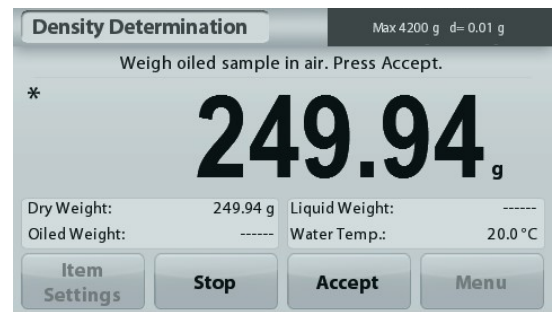 Density Determination
Max 4200 g d= 0.01 g
Weigh oiled sample in air. Press Accept.
*
249.94 g
Dry Weight: 249.94 g Liquid Weight: ------
Oiled Weight: ------ Water Temp.: 20.0 °C
Item Settings
Stop
Accept
Menu